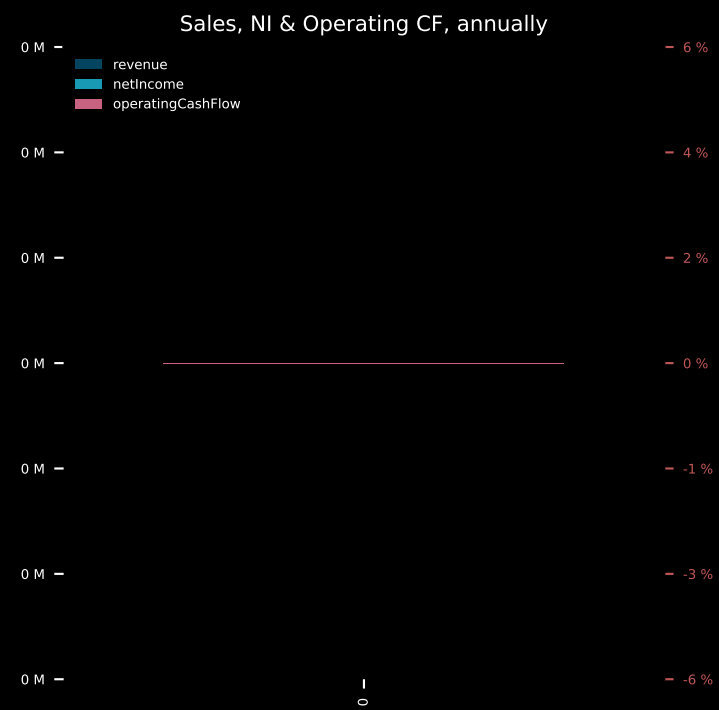 Sales, NI & Operating CF, annually
0 M
6 %
revenue
netIncome
operatingCashFlow
0 M
4 %
0 M
2 %
0 M
0 %
0 M
-1 %
0 M
-3 %
0 M
-6 %
0